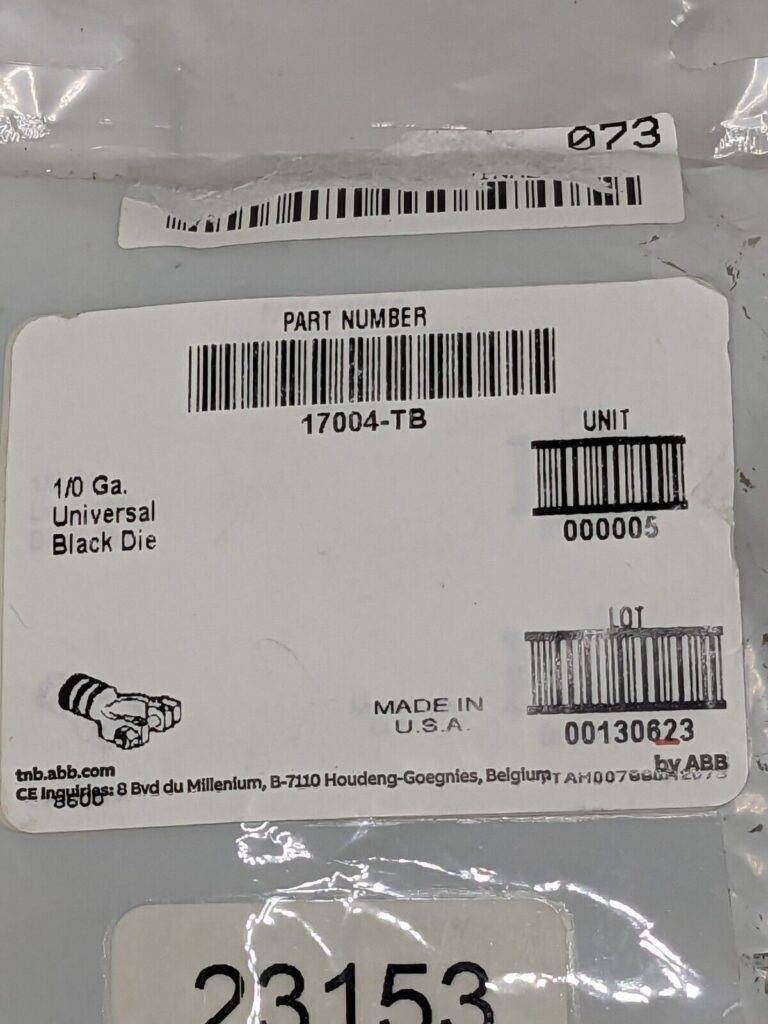 073
PART NUMBER
17004-TB
UNIT
000005
1/0 Ga.
Universal
Black Die
LOT
00130623
MADE IN
U.S.A.
by ABB
tnb.abb.com
CE Inquiries: 8 Bvd du Millenium, B-7110 Houdeng-Goegnies, Belgium
8600
23153